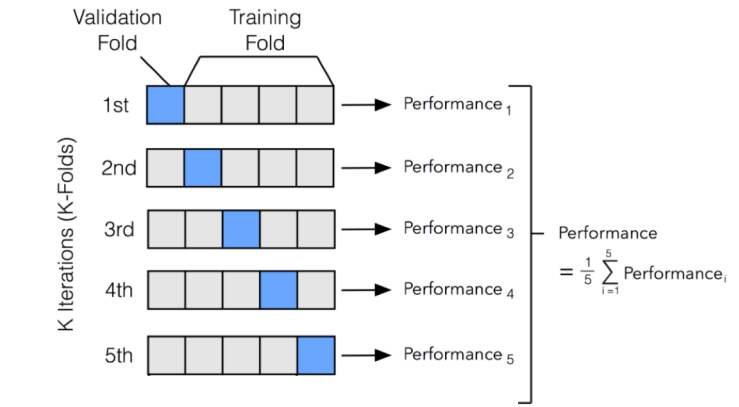 Validation
Fold
Training
Fold
K Iterations (K-Folds)
1st
Performance 1
2nd
Performance 2
3rd
Performance 3
4th
Performance 4
5th
Performance 5
Performance
= 1/5 5∑i=1 Performance i